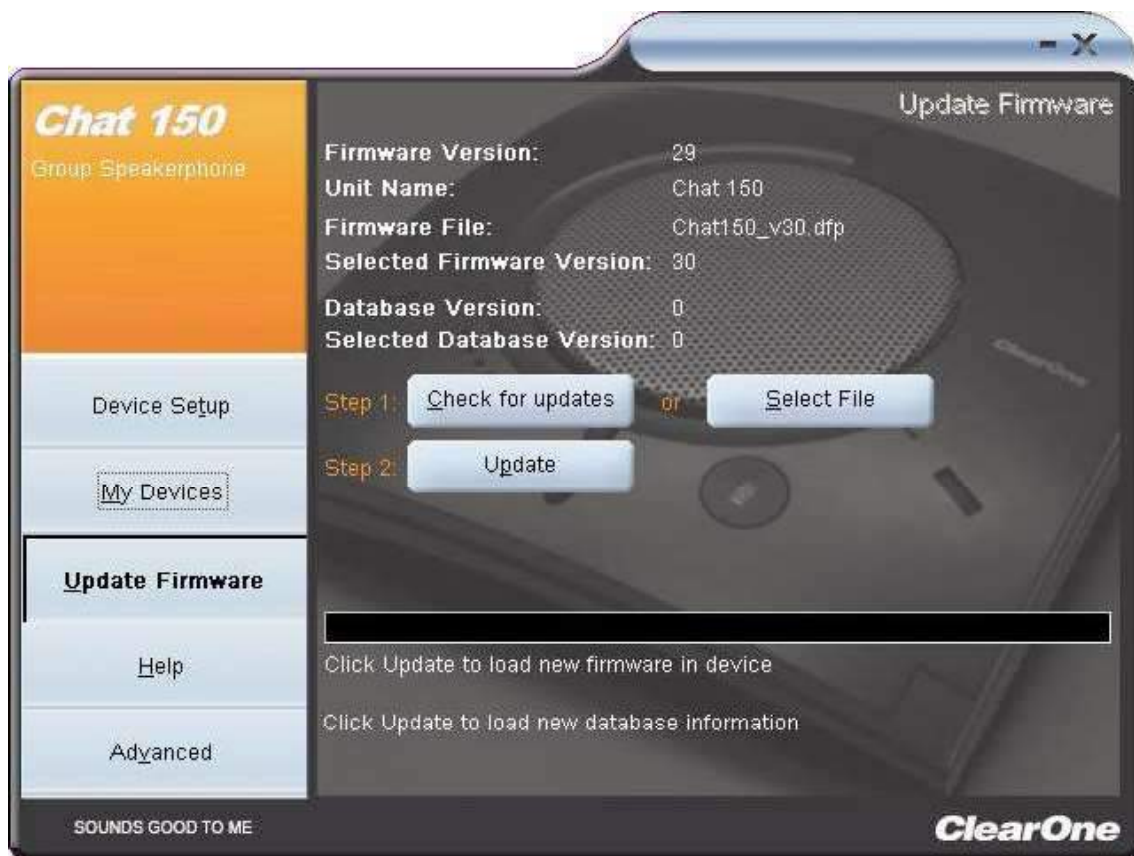 Chat 150
Group Speakerphone
Update Firmware
Firmware Version: 29
Unit Name: Chat 150
Firmware File: Chat150_v30.dfp
Selected Firmware Version: 30
Database Version: 0
Selected Database Version: 0
Step 1: Check for updates or Select File
Step 2: Update
Device Setup
My Devices
Update Firmware
Help
Advanced
Click Update to load new firmware in device
Click Update to load new database information
SOUNDS GOOD TO ME
ClearOne
ClearOne